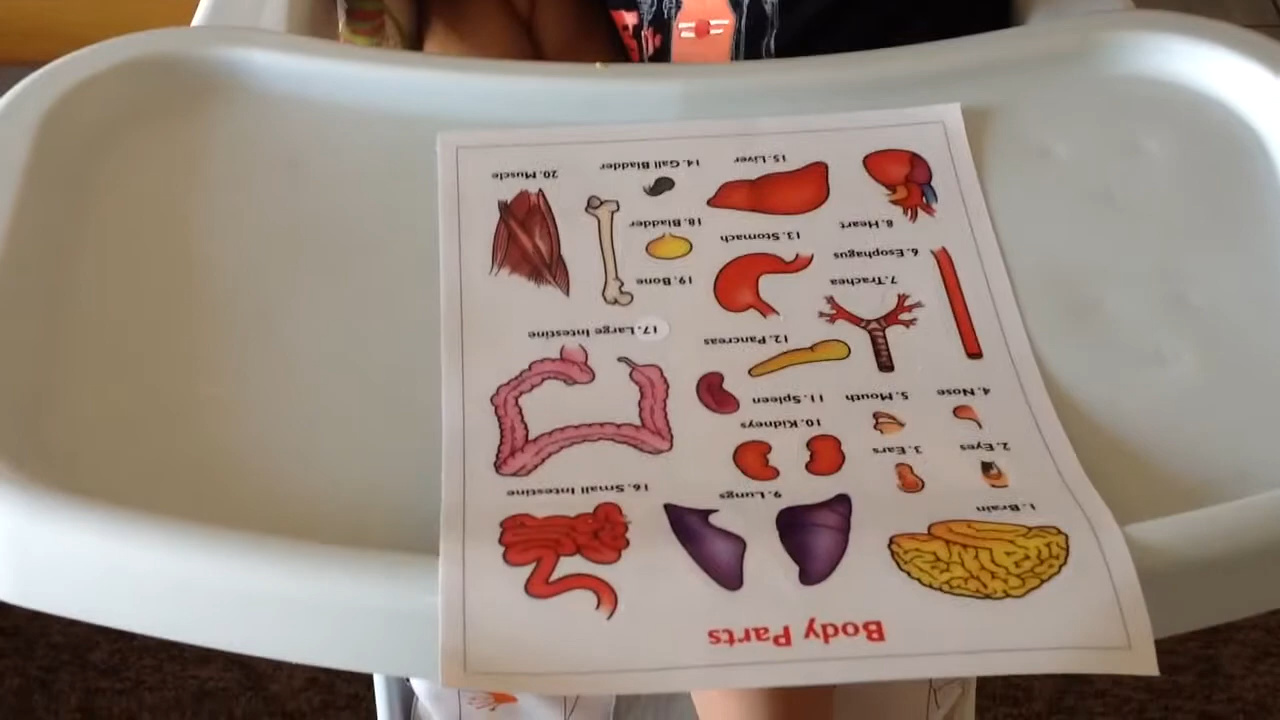 Body Parts
1. Brain
2. Eyes
3. Ears
4. Nose
5. Mouth
6. Esophagus
7. Trachea
8. Heart
9. Lungs
10. Kidneys
11. Spleen
12. Pancreas
13. Stomach
14. Gall Bladder
15. Liver
16. Small Intestine
17. Large Intestine
18. Bladder
19. Bone
20. Muscle